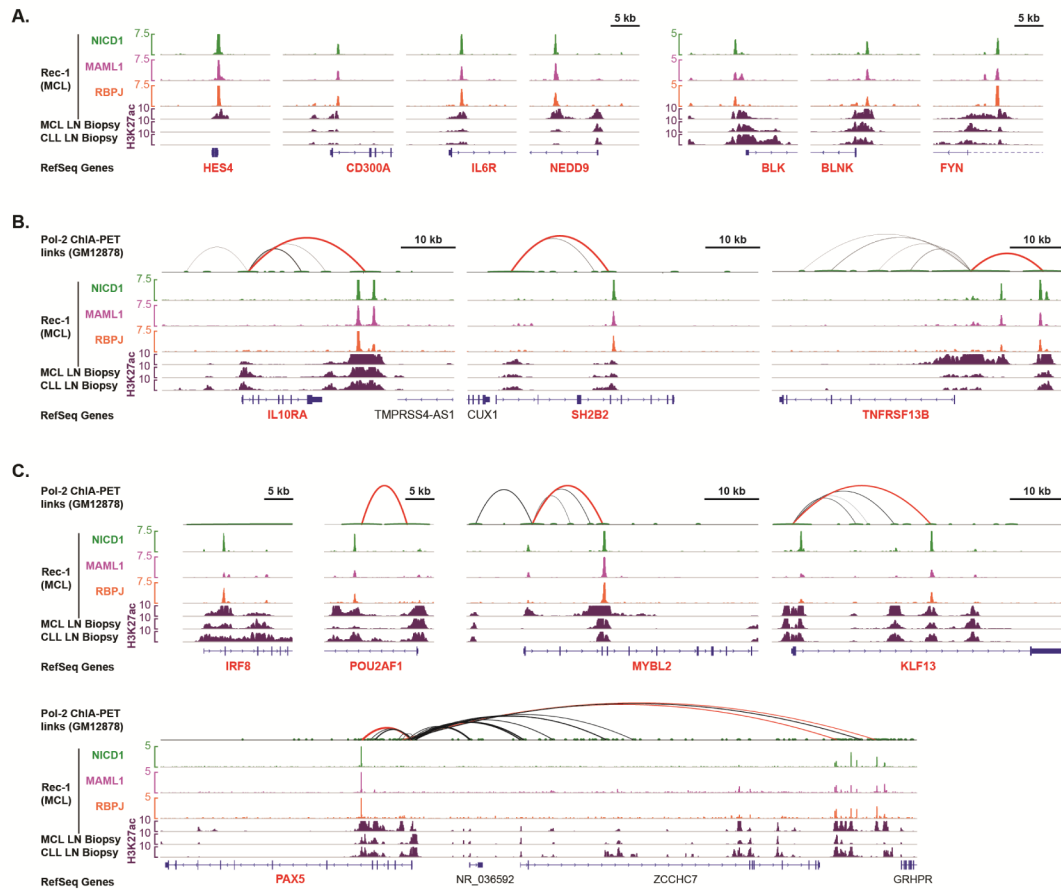 A.
5 kb
5 kb
7.5
5
NICD1
7.5
5
Rec-1
(MCL)
MAML1
7.5
5
RBPJ
10
10
MCL LN Biopsy
10
10
CLL LN Biopsy
10
10
H3K27ac
RefSeq Genes
HES4
CD300A
IL6R
NEDD9
BLK
BLNK
FYN
B.
Pol-2 ChIA-PET
links (GM12878)
10 kb
10 kb
10 kb
7.5
NICD1
7.5
Rec-1
(MCL)
MAML1
7.5
RBPJ
10
MCL LN Biopsy
10
CLL LN Biopsy
10
H3K27ac
RefSeq Genes
IL10RA
TMPRSS4-AS1
CUX1
SH2B2
TNFRSF13B
C.
Pol-2 ChIA-PET
links (GM12878)
5 kb
5 kb
10 kb
10 kb
7.5
NICD1
7.5
Rec-1
(MCL)
MAML1
7.5
RBPJ
10
MCL LN Biopsy
10
CLL LN Biopsy
10
H3K27ac
RefSeq Genes
IRF8
POU2AF1
MYBL2
KLF13
Pol-2 ChIA-PET
links (GM12878)
5
NICD1
5
Rec-1
(MCL)
MAML1
5
RBPJ
10
MCL LN Biopsy
10
CLL LN Biopsy
10
H3K27ac
RefSeq Genes
PAX5
NR_036592
ZCCHC7
GRHPR